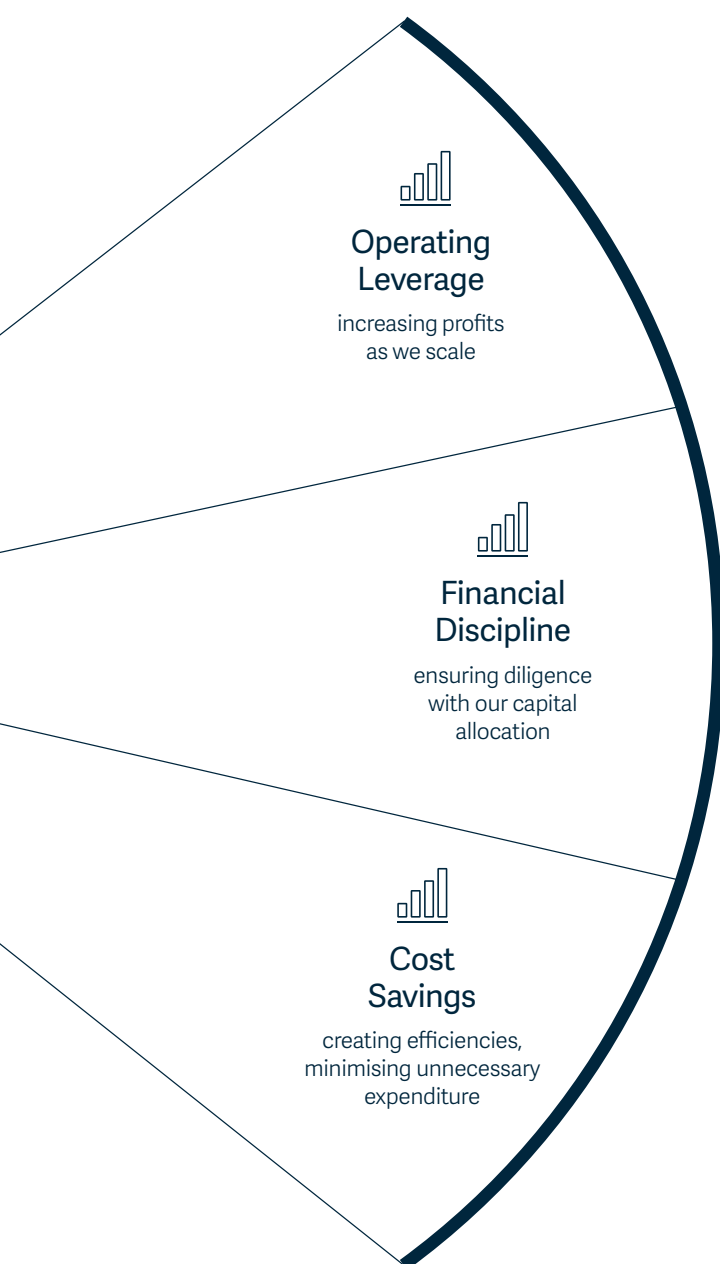 Operating
Leverage
increasing profits
as we scale
Financial
Discipline
ensuring diligence
with our capital
allocation
Cost
Savings
creating efficiencies,
minimising unnecessary
expenditure